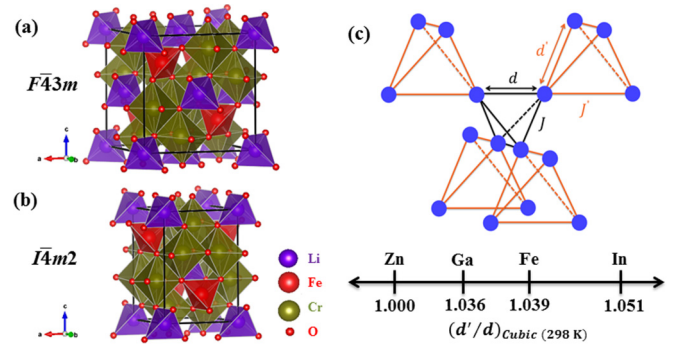 (a)
F4̅3m
c
a
b
(b)
I4̅m2
c
a
b
Li
Fe
Cr
O
(c)
d
d'
J
J'
Zn Ga Fe In
1.000 1.036 1.039 1.051
(d'/d)Cubic (298 K)